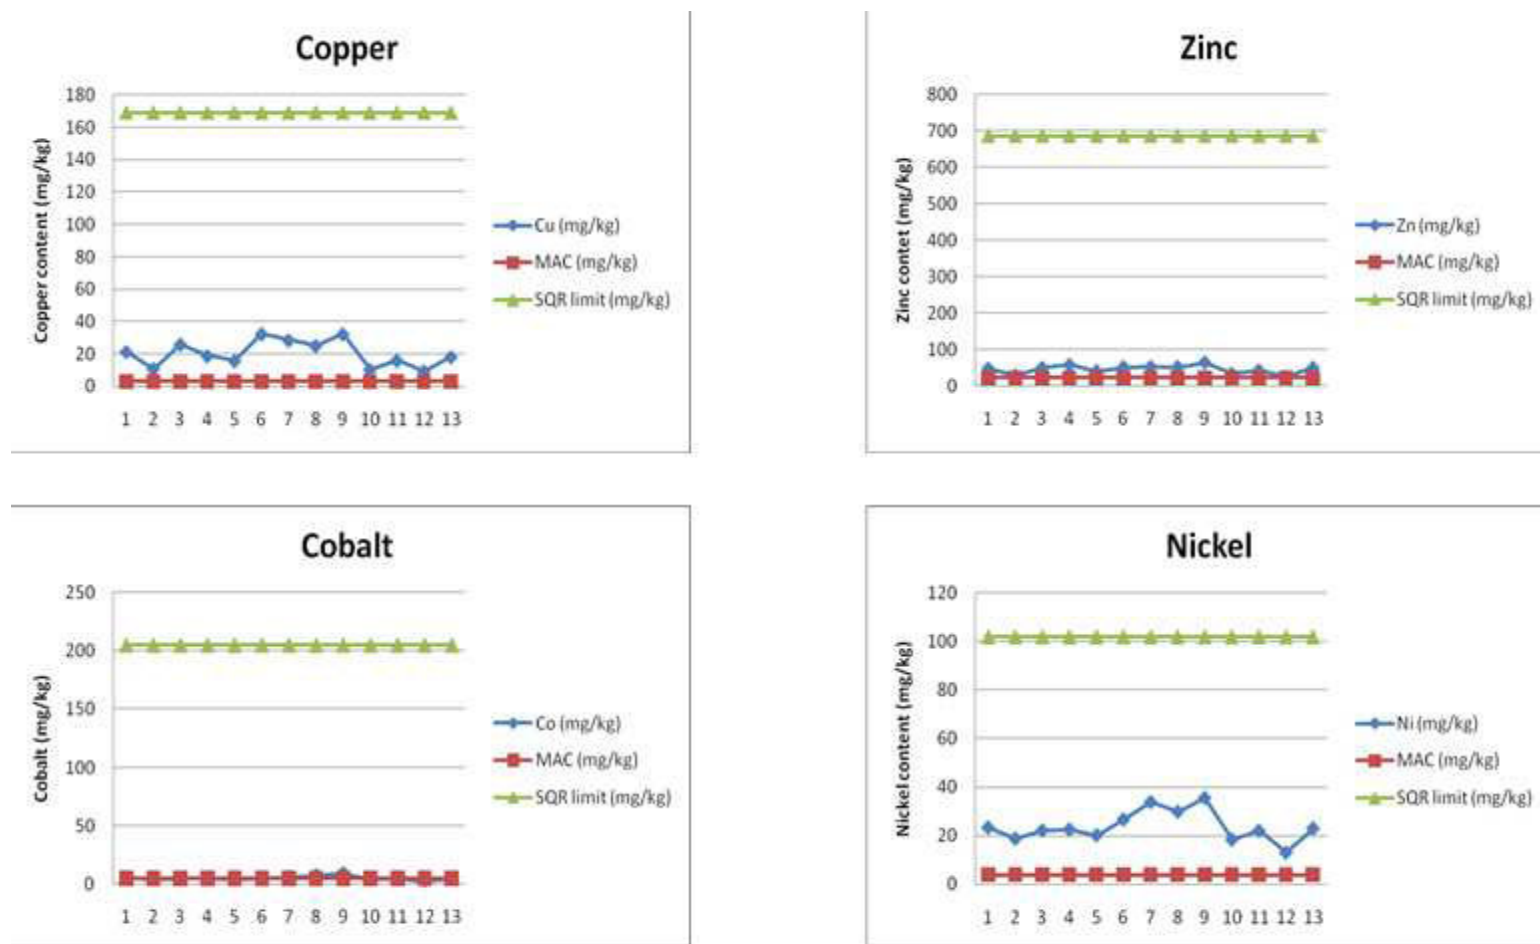 Copper
Copper content (mg/kg)
180
160
140
120
100
80
60
40
20
0
1 2 3 4 5 6 7 8 9 10 11 12 13
Cu (mg/kg)
MAC (mg/kg)
SQR limit (mg/kg)
Zinc
Zinc contet (mg/kg)
800
700
600
500
400
300
200
100
0
1 2 3 4 5 6 7 8 9 10 11 12 13
Zn (mg/kg)
MAC (mg/kg)
SQR limit (mg/kg)
Cobalt
Cobalt (mg/kg)
250
200
150
100
50
0
1 2 3 4 5 6 7 8 9 10 11 12 13
Co (mg/kg)
MAC (mg/kg)
SQR limit (mg/kg)
Nickel
Nickel content (mg/kg)
120
100
80
60
40
20
0
1 2 3 4 5 6 7 8 9 10 11 12 13
Ni (mg/kg)
MAC (mg/kg)
SQR limit (mg/kg)